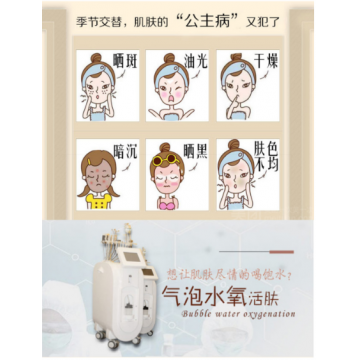 季节交替，肌肤的“公主病”又犯了
晒斑
油光
干燥
暗沉
晒黑
肤色不均
想让肌肤尽情的喝饱水？
气泡水氧活肤
Bubble water oxygenation